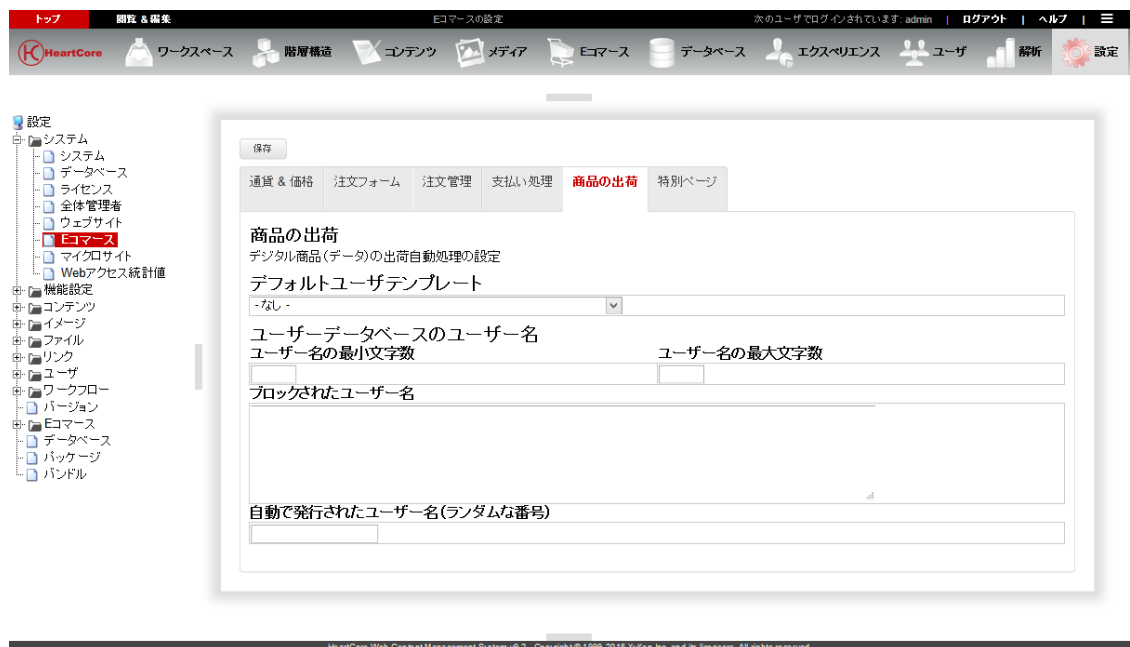 トップ 閲覧 & 編集 Eコマースの設定 次のユーザでログインされています: admin | ログアウト | ヘルプ |
HeartCore ワークスペース 階層構造 コンテンツ メディア Eコマース データベース エクスペリエンス ユーザ 解析 設定
設定
システム
システム
データベース
ライセンス
全体管理者
ウェブサイト
Eコマース
マイクロサイト
Webアクセス統計値
機能設定
コンテンツ
イメージ
ファイル
リンク
ユーザ
ワークフロー
バージョン
Eコマース
データベース
パッケージ
バンドル
保存
通貨 & 価格 注文フォーム 注文管理 支払い処理 商品の出荷 特別ページ
商品の出荷
デジタル商品(データ)の出荷自動処理の設定
デフォルトユーザテンプレート
- なし -
ユーザーデータベースのユーザー名
ユーザー名の最小文字数 ユーザー名の最大文字数
ブロックされたユーザー名
自動で発行されたユーザー名(ランダムな番号)
HeartCore Web Content Management System